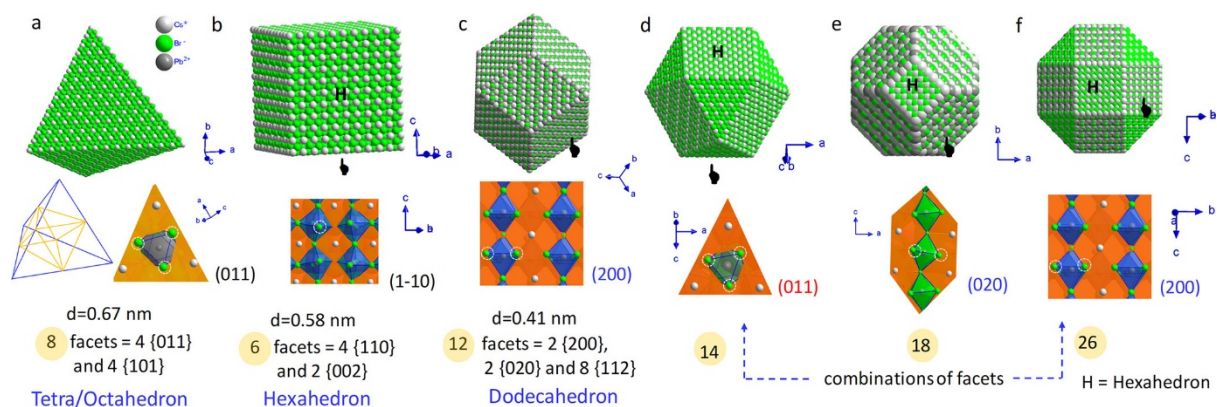 a
Cs+
Br -
Pb2+
b
a
c
a
b
c
(011)
d=0.67 nm
8 facets = 4 {011}
and 4 {101}
Tetra/Octahedron
b
H
c
b
a
c
b
(1-10)
d=0.58 nm
6 facets = 4 {110}
and 2 {002}
Hexahedron
c
c
b
a
(200)
d=0.41 nm
12 facets = 2 {200},
2 {020} and 8 {112}
Dodecahedron
d
H
a
c b
b
a
c
(011)
14
e
H
b
a
c
a
(020)
18
f
H
b
c
a
b
c
(200)
26
combinations of facets
H = Hexahedron